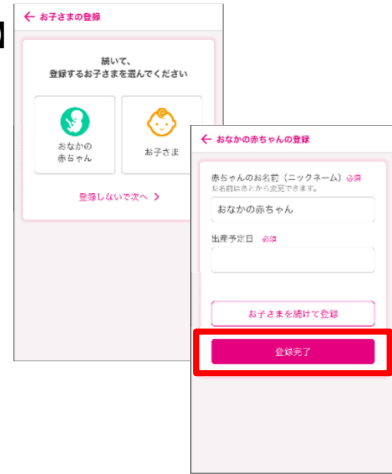 ← お子さまの登録
続いて、
登録するお子さまを選んでください
おなかの
赤ちゃん
お子さま
登録しないで次へ >
← おなかの赤ちゃんの登録
赤ちゃんのお名前（ニックネーム）必須
お名前はあとから変更できます。
おなかの赤ちゃん
出産予定日 必須
お子さまを続けて登録
登録完了